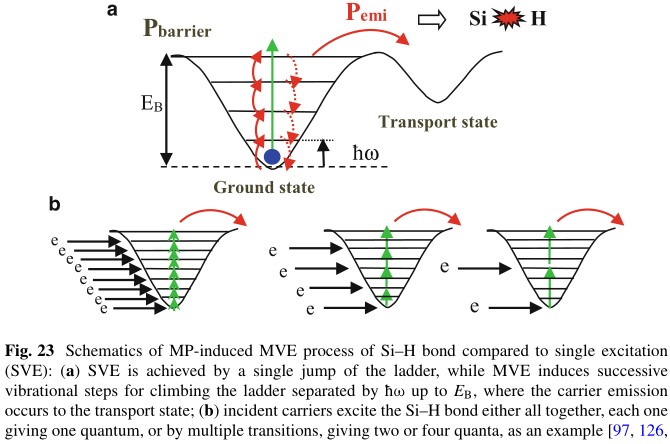 a
P_barrier
P_emi
Si H
E_B
Transport state
ħω
Ground state
b
e
e
e
e
e
e
e
e
e
e
e
e
e
e
Fig. 23 Schematics of MP-induced MVE process of Si–H bond compared to single excitation
(SVE): (a) SVE is achieved by a single jump of the ladder, while MVE induces successive
vibrational steps for climbing the ladder separated by ħω up to E_B, where the carrier emission
occurs to the transport state; (b) incident carriers excite the Si–H bond either all together, each one
giving one quantum, or by multiple transitions, giving two or four quanta, as an example [97, 126,